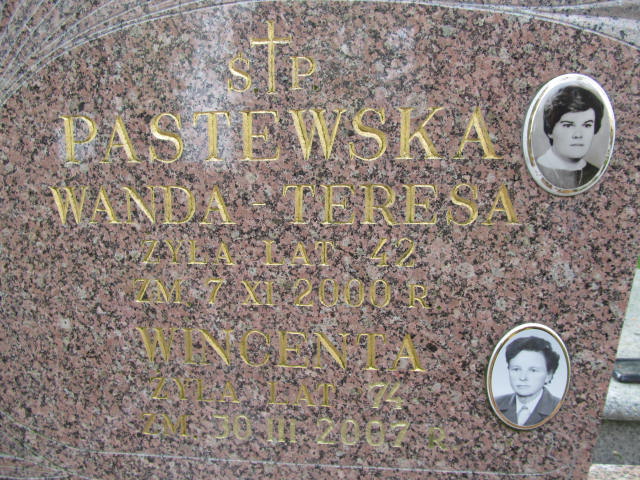 Ś P
PASTEWSKA
WANDA - TERESA
ŻYŁA LAT 42
ZM. 7 XI 2000 R
WINCENTA
ŻYŁA LAT 74
ZM. 30 III 2007 R.